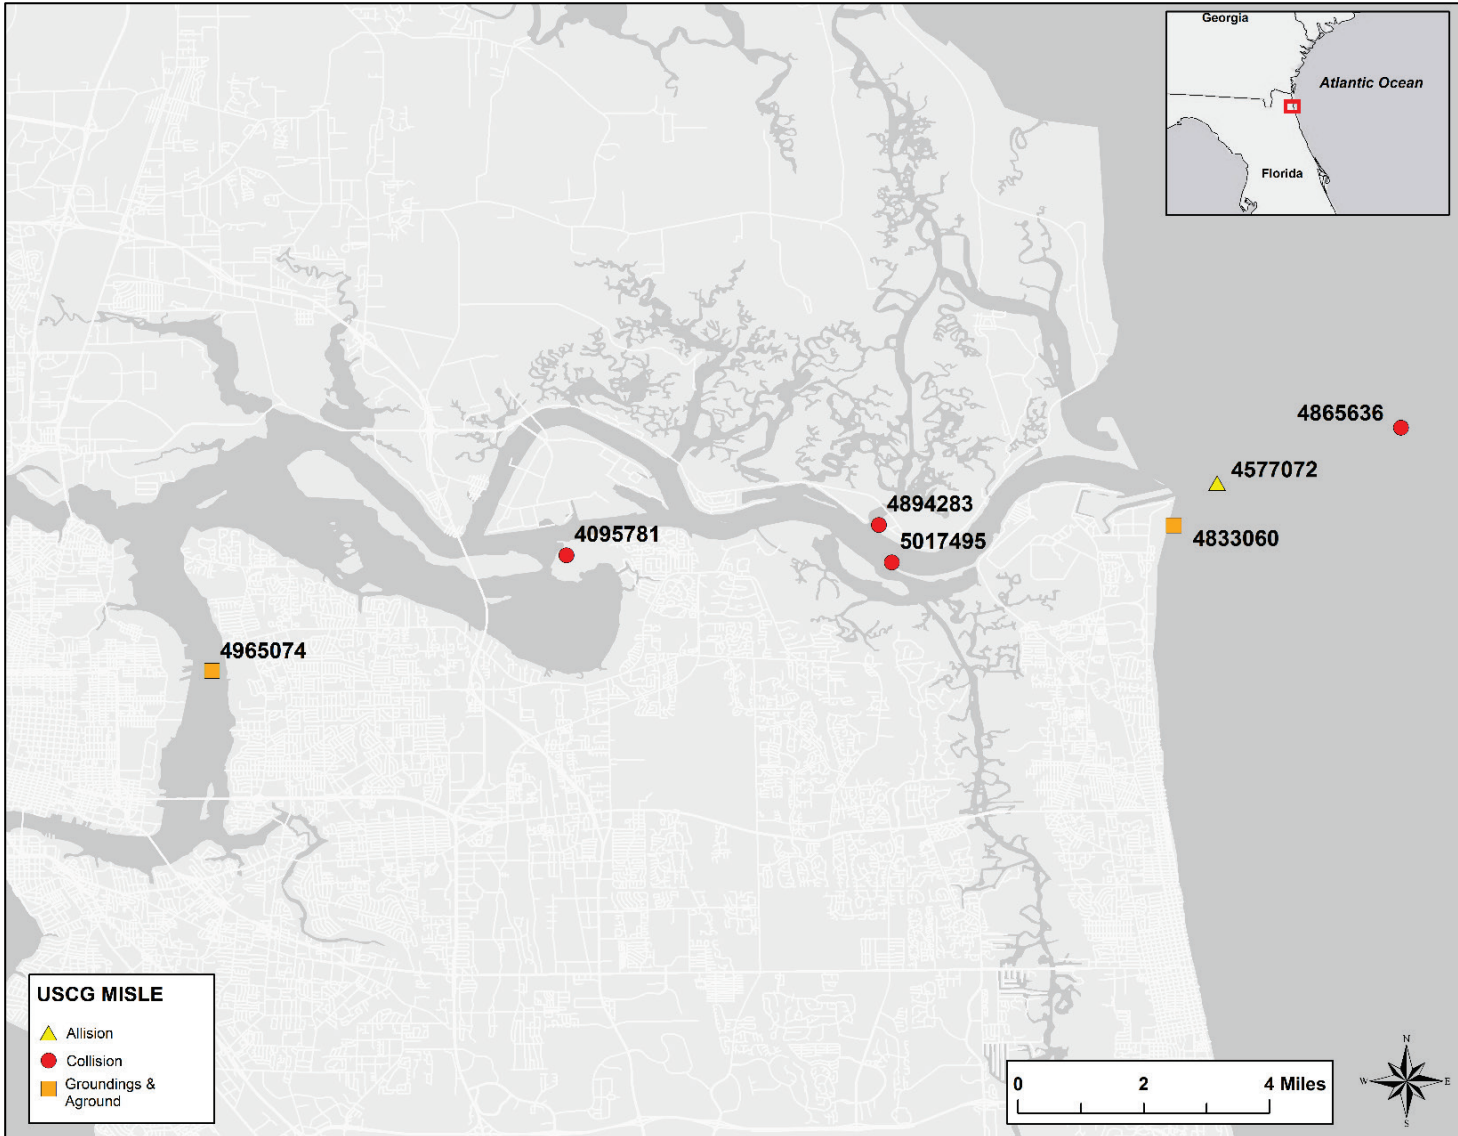 Georgia
Atlantic Ocean
Florida
4865636
4577072
4894283
4833060
5017495
4095781
4965074
USCG MISLE
Allision
Collision
Groundings &
Aground
0 2 4 Miles
N
W E
S